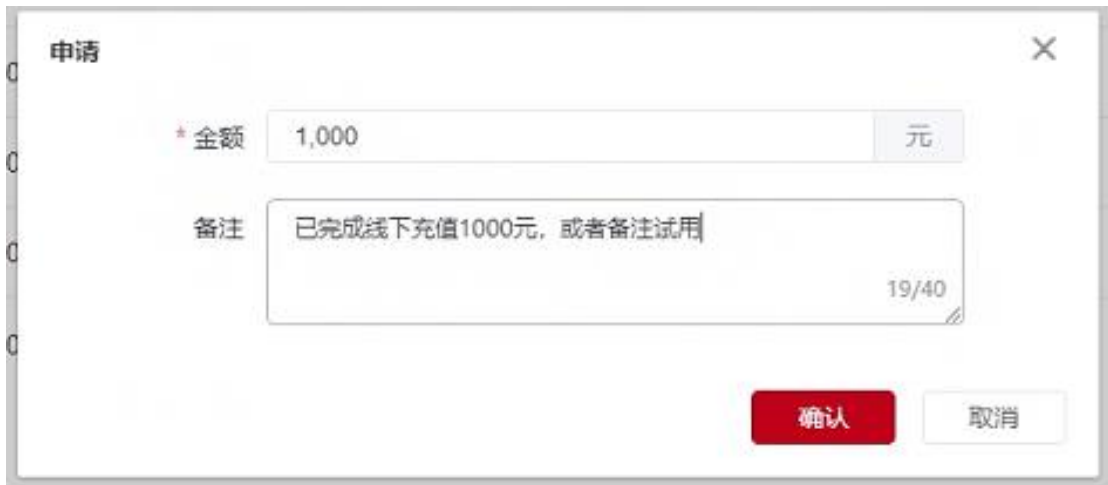 申请
* 金额 1,000 元
备注 已完成线下充值1000元，或者备注试用
19/40
确认 取消